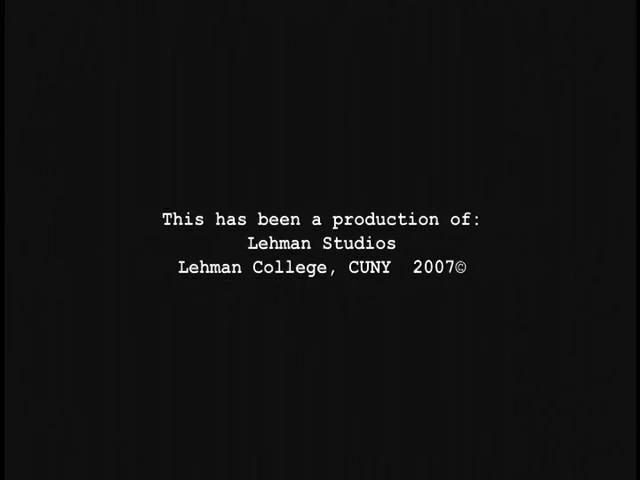 This has been a production of:
Lehman Studios
Lehman College, CUNY  2007©